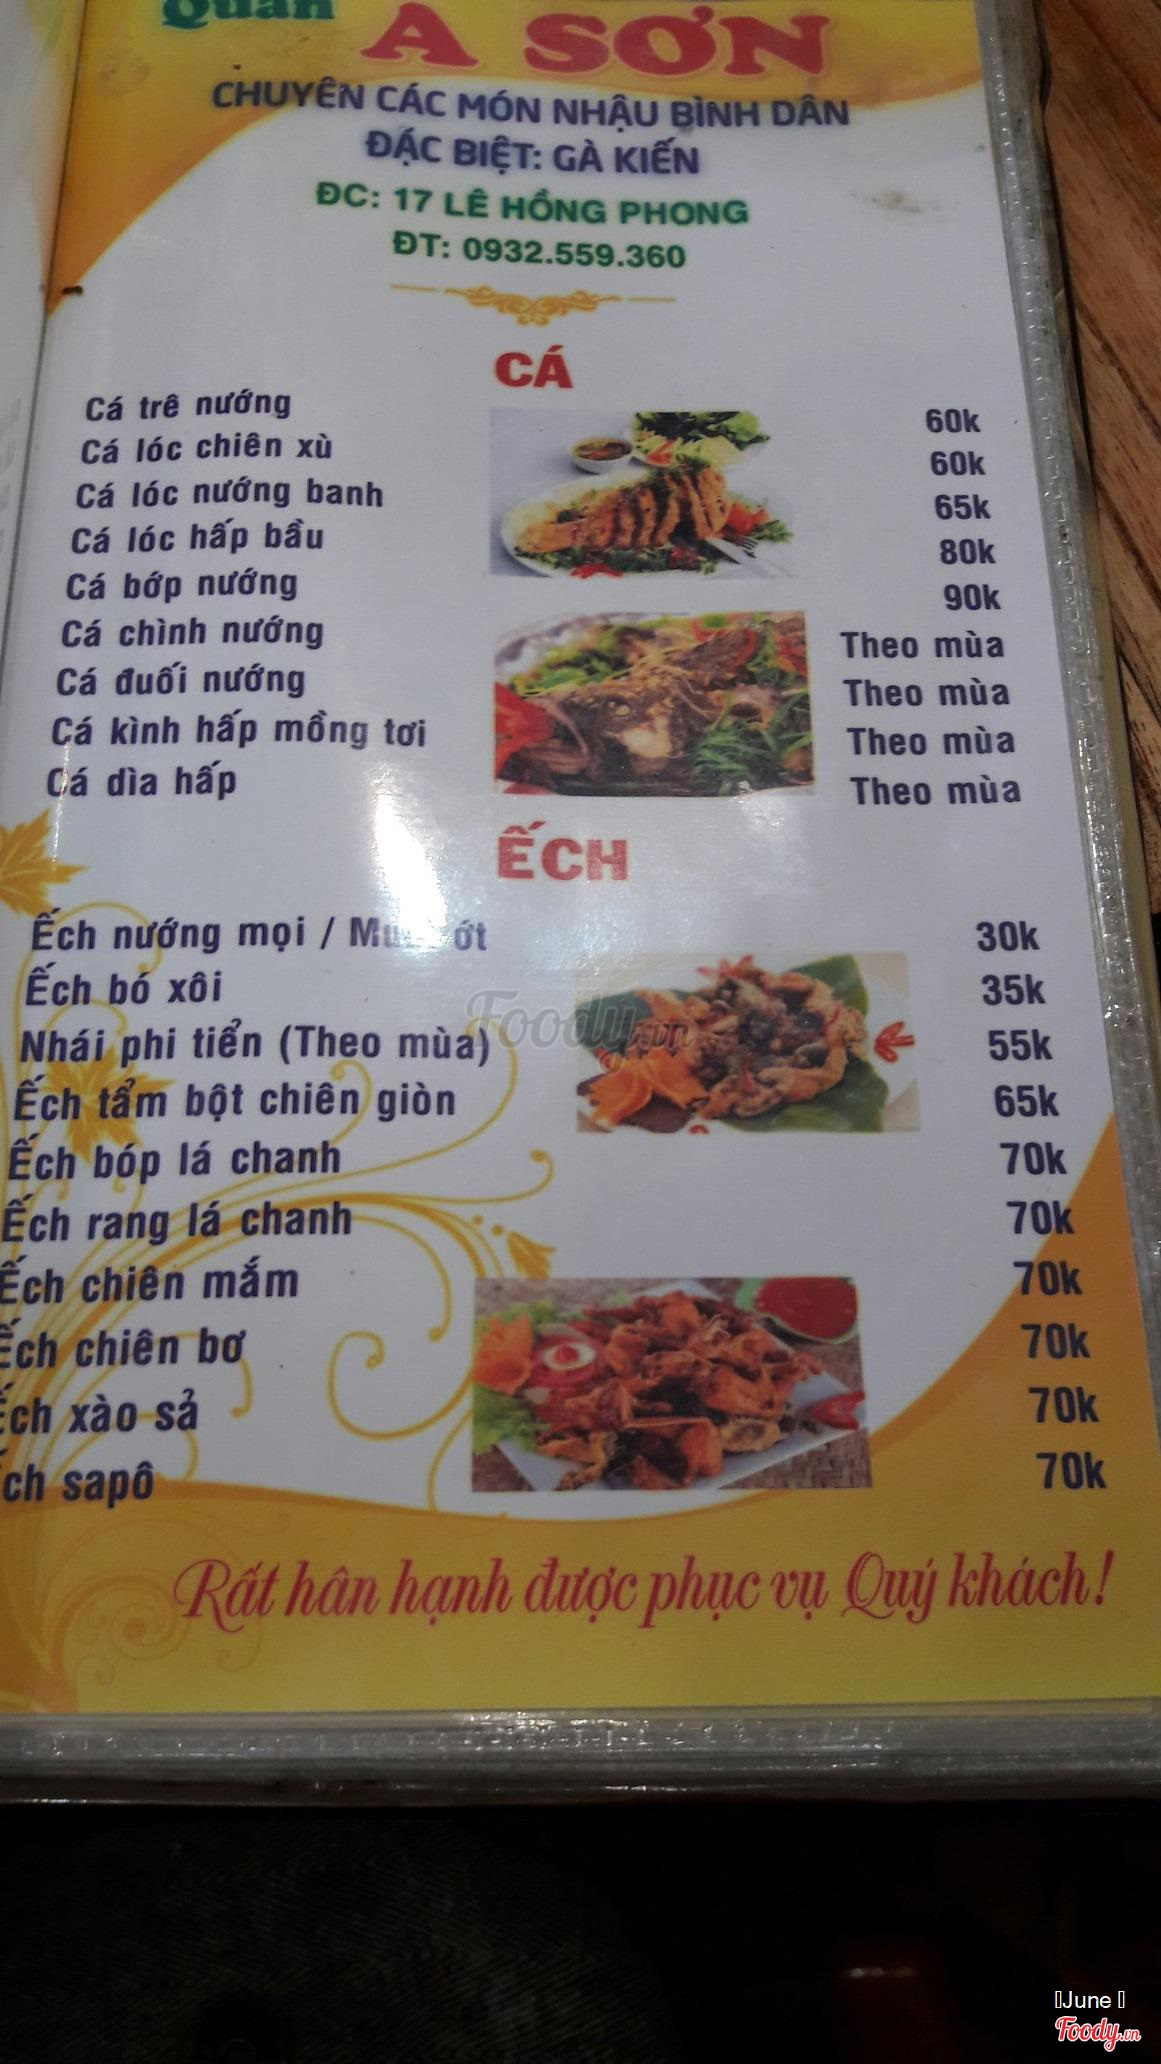 Quán
A SƠN
CHUYÊN CÁC MÓN NHẬU BÌNH DÂN
ĐẶC BIỆT: GÀ KIẾN
ĐC: 17 LÊ HỒNG PHONG
ĐT: 0932.559.360
CÁ
Cá trê nướng 60k
Cá lóc chiên xù 60k
Cá lóc nướng banh 65k
Cá lóc hấp bầu 80k
Cá bớp nướng 90k
Cá chình nướng Theo mùa
Cá đuối nướng Theo mùa
Cá kình hấp mồng tơi Theo mùa
Cá dìa hấp Theo mùa
ẾCH
Ếch nướng mọi / ớt 30k
Ếch bó xôi 35k
Nhái phi tiển (Theo mùa) 55k
Ếch tẩm bột chiên giòn 65k
Ếch bóp lá chanh 70k
Ếch rang lá chanh 70k
Ếch chiên mắm 70k
Ếch chiên bơ 70k
Ếch xào sả 70k
Ếch sapô 70k
Foody.vn
Rất hân hạnh được phục vụ Quý khách!
June
Foody.vn